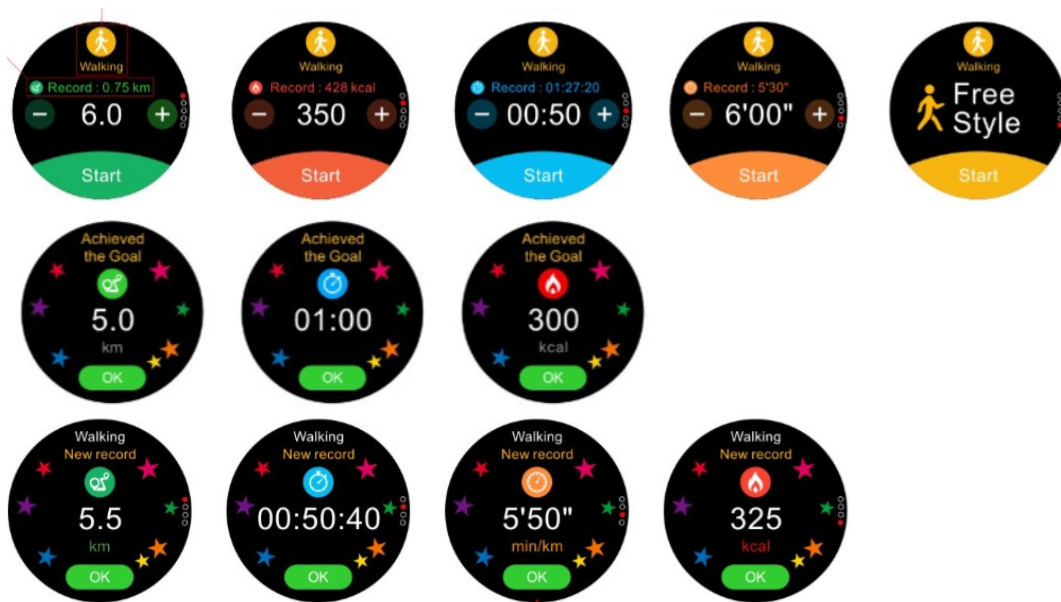 Walking
Record : 0.75 km
− 6.0 +
Start
Walking
Record : 428 kcal
− 350 +
Start
Walking
Record : 01:27:20
− 00:50 +
Start
Walking
Record : 5'30"
− 6'00" +
Start
Walking
Free
Style
Start
Achieved
the Goal
5.0
km
OK
Achieved
the Goal
01:00
OK
Achieved
the Goal
300
kcal
OK
Walking
New record
5.5
km
OK
Walking
New record
00:50:40
OK
Walking
New record
5'50"
min/km
OK
Walking
New record
325
kcal
OK